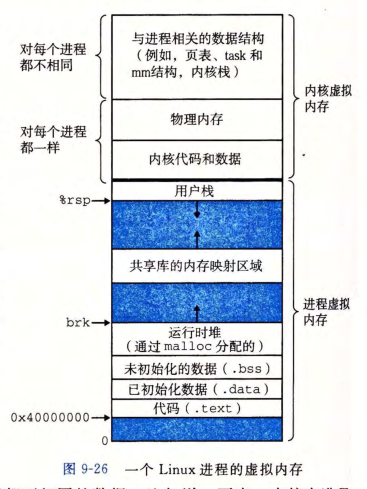 对每个进程
都不相同
与进程相关的数据结构
(例如，页表、task 和
mm结构，内核栈)
内核虚拟
内存
对每个进程
都一样
物理内存
内核代码和数据
用户栈
%rsp
共享库的内存映射区域
进程虚拟
内存
brk
运行时堆
(通过 malloc 分配的)
未初始化的数据 (.bss)
已初始化数据 (.data)
代码 (.text)
0x40000000
0
图 9-26 一个 Linux 进程的虚拟内存